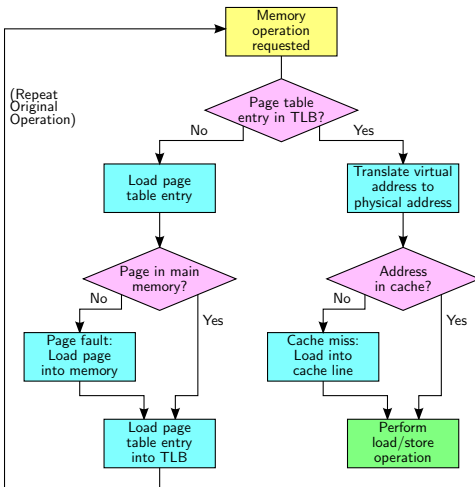 Memory
operation
requested
(Repeat
Original
Operation)
Page table
entry in TLB?
No
Yes
Load page
table entry
Translate virtual
address to
physical address
Page in main
memory?
Address
in cache?
No
Yes
No
Yes
Page fault:
Load page
into memory
Cache miss:
Load into
cache line
Load page
table entry
into TLB
Perform
load/store
operation